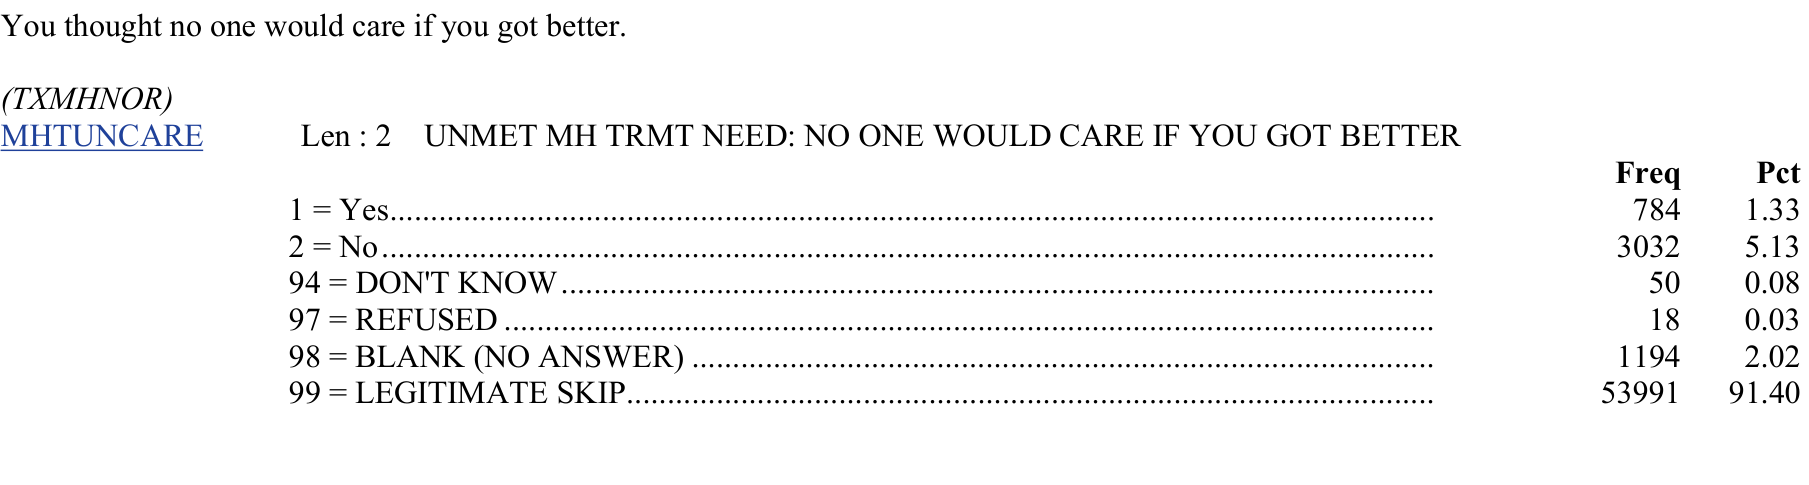 You thought no one would care if you got better.
(TXMHNOR)
MHTUNCARE Len : 2 UNMET MH TRMT NEED: NO ONE WOULD CARE IF YOU GOT BETTER
Freq Pct
1 = Yes.................................................................................................................................. 784 1.33
2 = No................................................................................................................................... 3032 5.13
94 = DON'T KNOW............................................................................................................. 50 0.08
97 = REFUSED .................................................................................................................... 18 0.03
98 = BLANK (NO ANSWER) ............................................................................................ 1194 2.02
99 = LEGITIMATE SKIP.................................................................................................... 53991 91.40